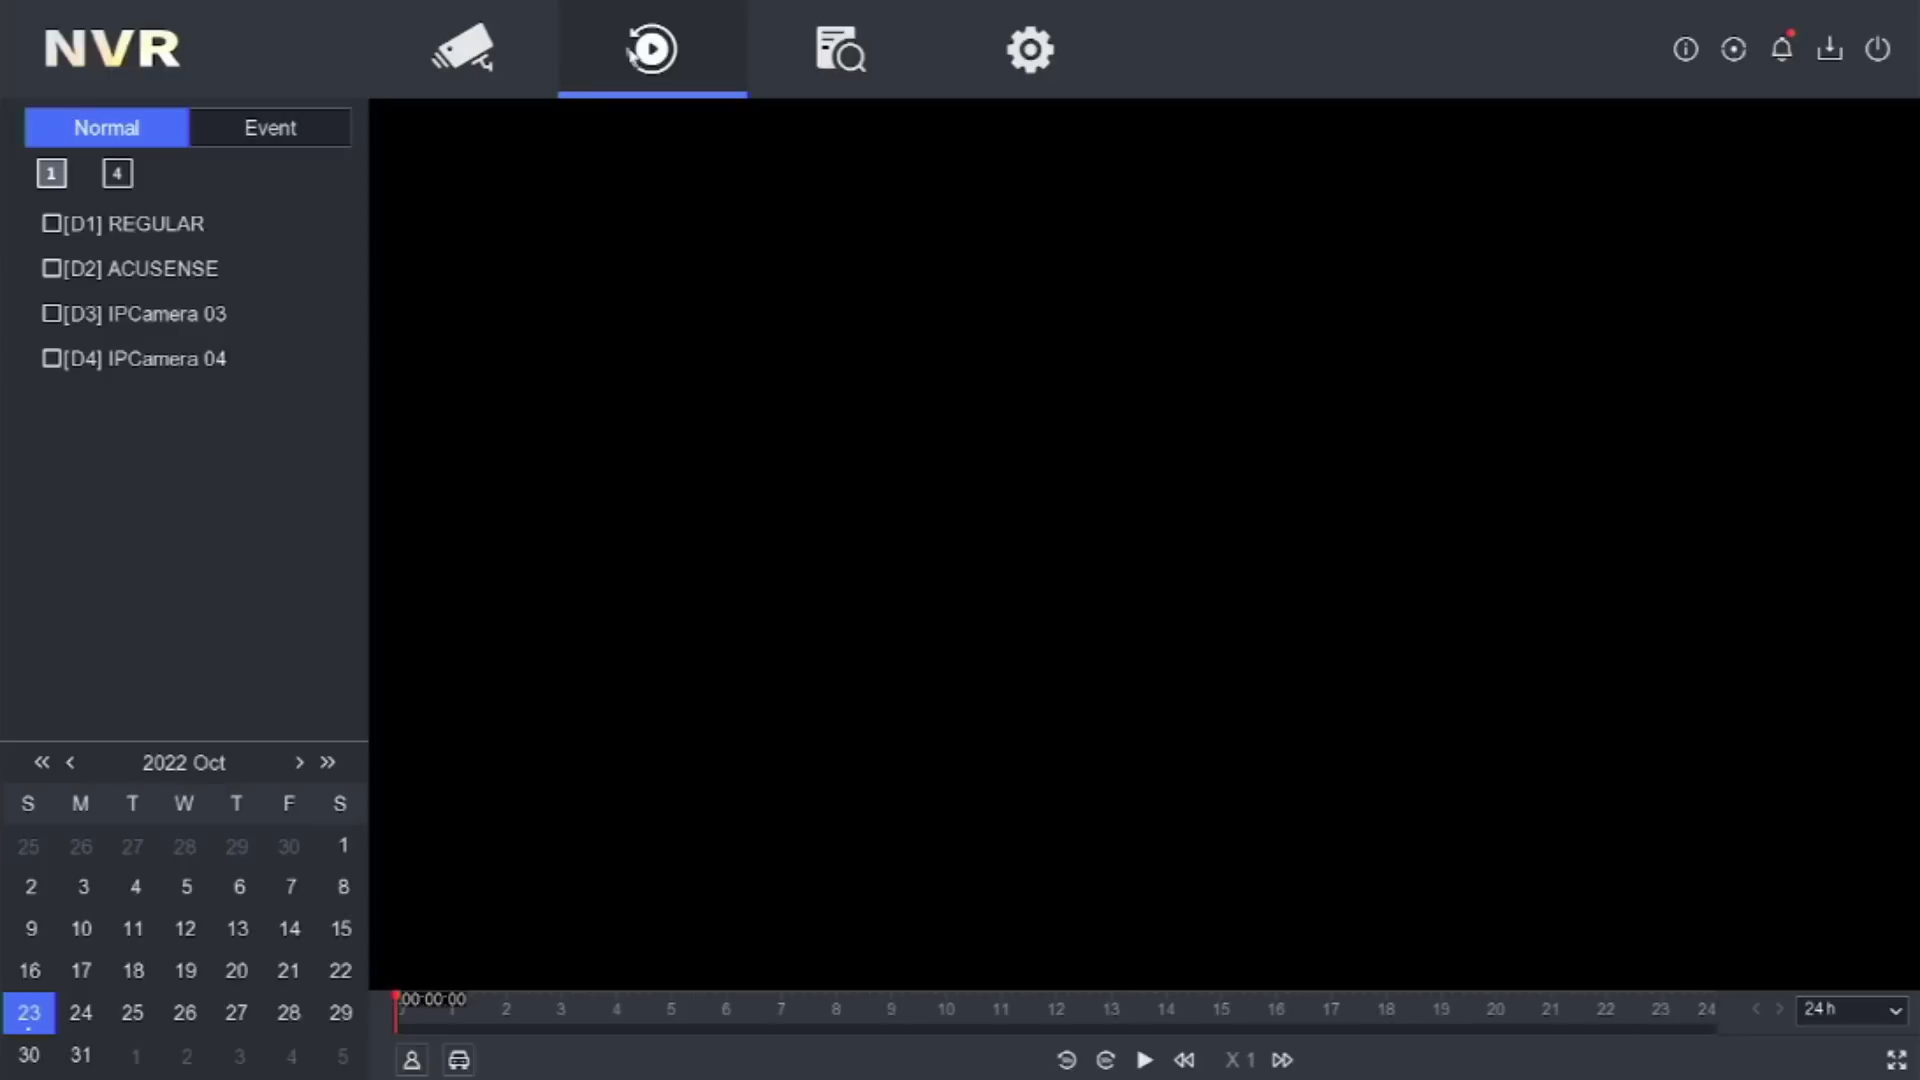 NVR
Normal Event
1 4
[D1] REGULAR
[D2] ACUSENSE
[D3] IPCamera 03
[D4] IPCamera 04
2022 Oct
S M T W T F S
25 26 27 28 29 30 1
2 3 4 5 6 7 8
9 10 11 12 13 14 15
16 17 18 19 20 21 22
23 24 25 26 27 28 29
30 31 1 2 3 4 5
00:00:00
1 2 3 4 5 6 7 8 9 10 11 12 13 14 15 16 17 18 19 20 21 22 23 24
24h
X 1